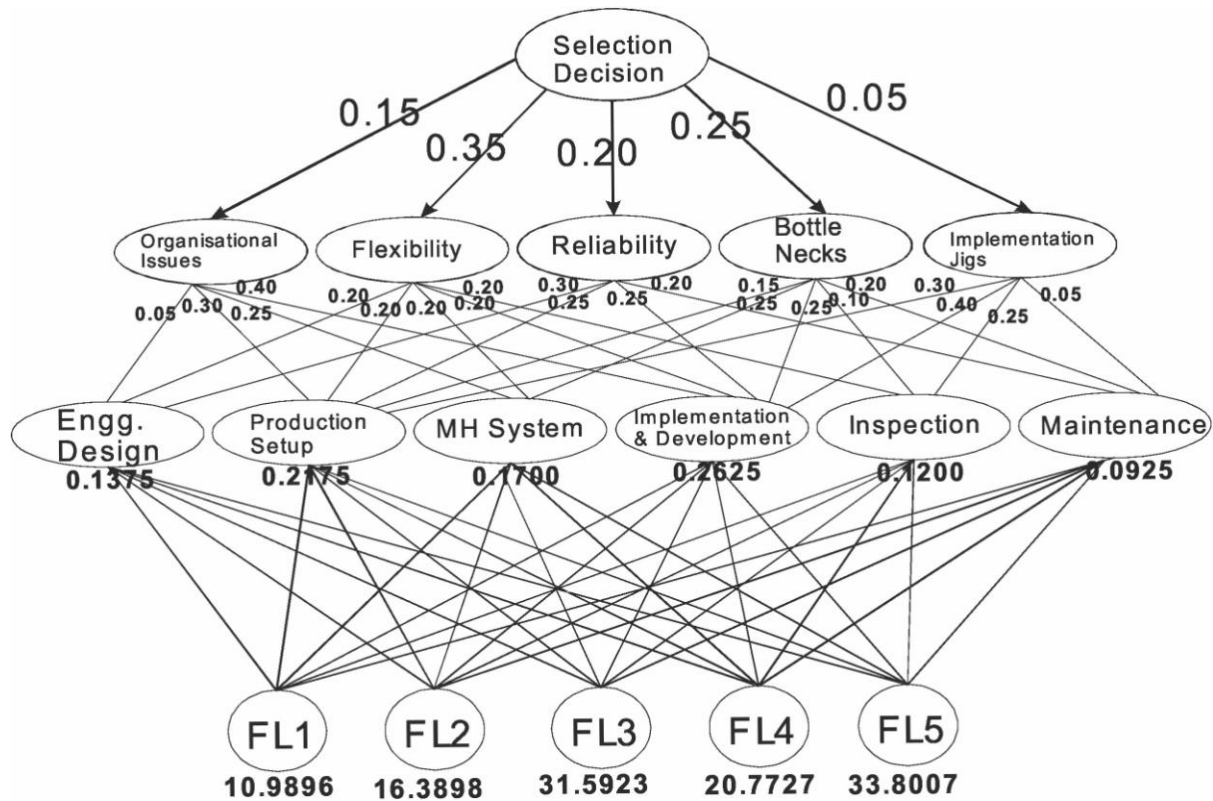 Selection
Decision
0.15
0.35
0.20
0.25
0.05
Organisational
Issues
Flexibility
Reliability
Bottle
Necks
Implementation
Jigs
0.05
0.30
0.25
0.40
0.20
0.20
0.20
0.20
0.20
0.30
0.25
0.25
0.20
0.15
0.25
0.25
0.10
0.20
0.30
0.40
0.25
0.05
Engg.
Design
0.1375
Production
Setup
0.2175
MH System
0.1700
Implementation
& Development
0.2625
Inspection
0.1200
Maintenance
0.0925
FL1
FL2
FL3
FL4
FL5
10.9896
16.3898
31.5923
20.7727
33.8007